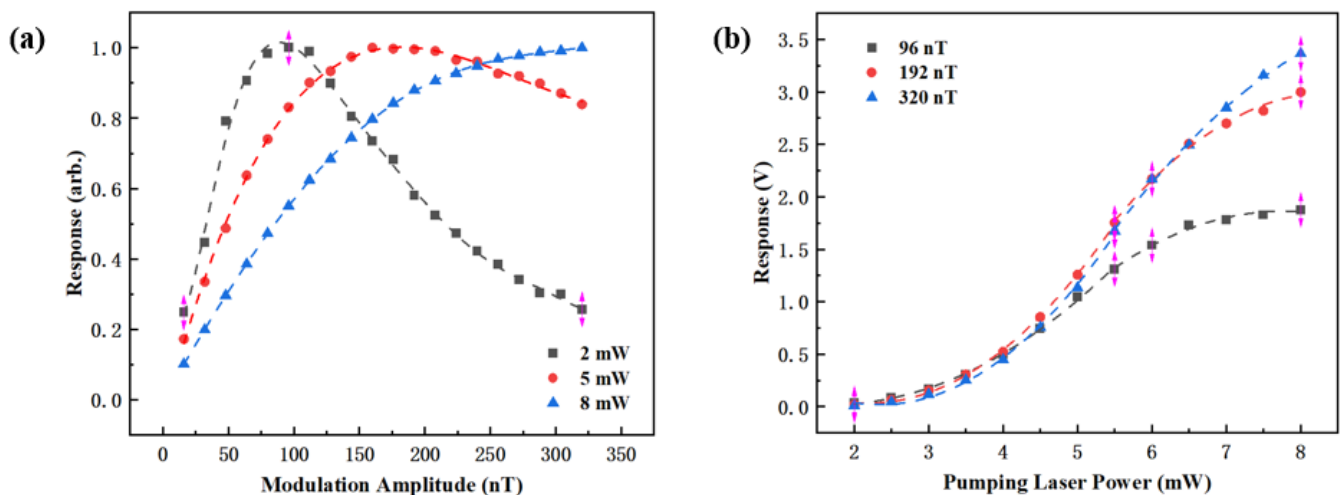 (a)
Response (arb.)
1.0
0.8
0.6
0.4
0.2
0.0
2 mW
5 mW
8 mW
0 50 100 150 200 250 300 350
Modulation Amplitude (nT)
(b)
Response (V)
3.5
3.0
2.5
2.0
1.5
1.0
0.5
0.0
96 nT
192 nT
320 nT
2 3 4 5 6 7 8
Pumping Laser Power (mW)